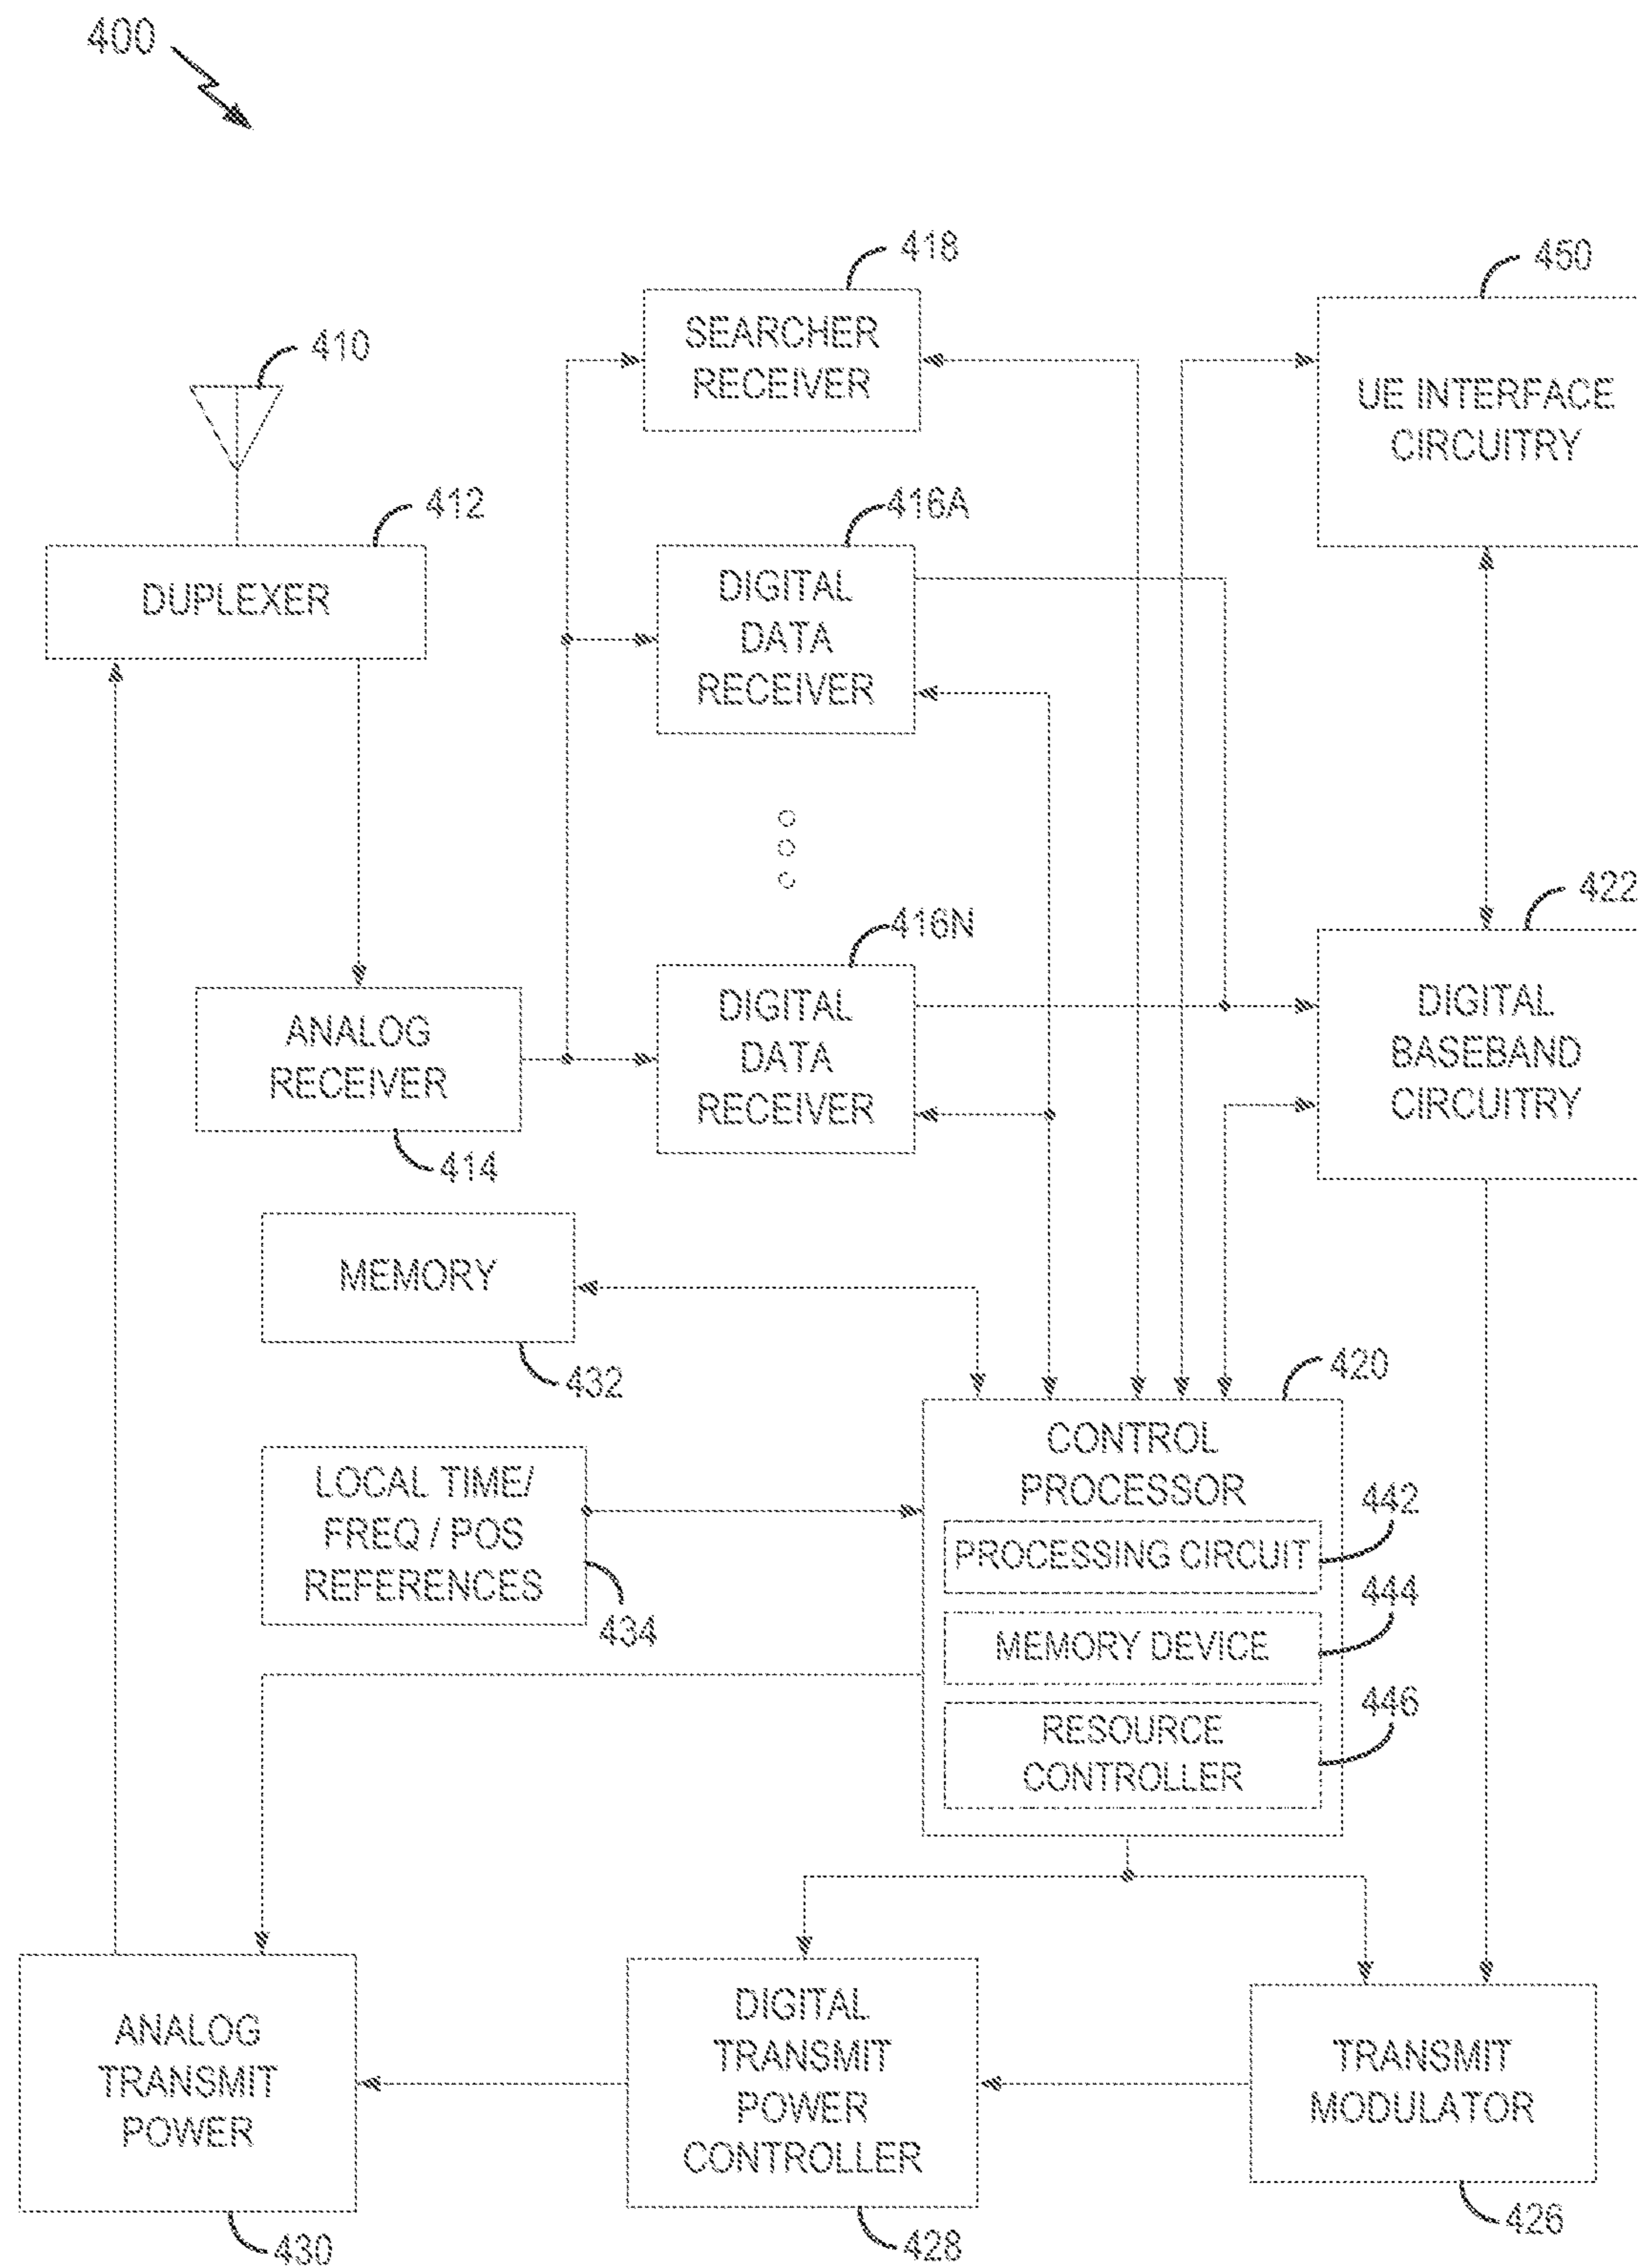 400
418
SEARCHER
RECEIVER
450
UE INTERFACE
CIRCUITRY
410
412
DUPLEXER
416A
DIGITAL
DATA
RECEIVER
416N
DIGITAL
DATA
RECEIVER
422
DIGITAL
BASEBAND
CIRCUITRY
ANALOG
RECEIVER
414
MEMORY
432
420
CONTROL
PROCESSOR
442
PROCESSING CIRCUIT
444
MEMORY DEVICE
446
RESOURCE
CONTROLLER
LOCAL TIME/
FREQ / POS
REFERENCES
434
ANALOG
TRANSMIT
POWER
430
DIGITAL
TRANSMIT
POWER
CONTROLLER
428
TRANSMIT
MODULATOR
426